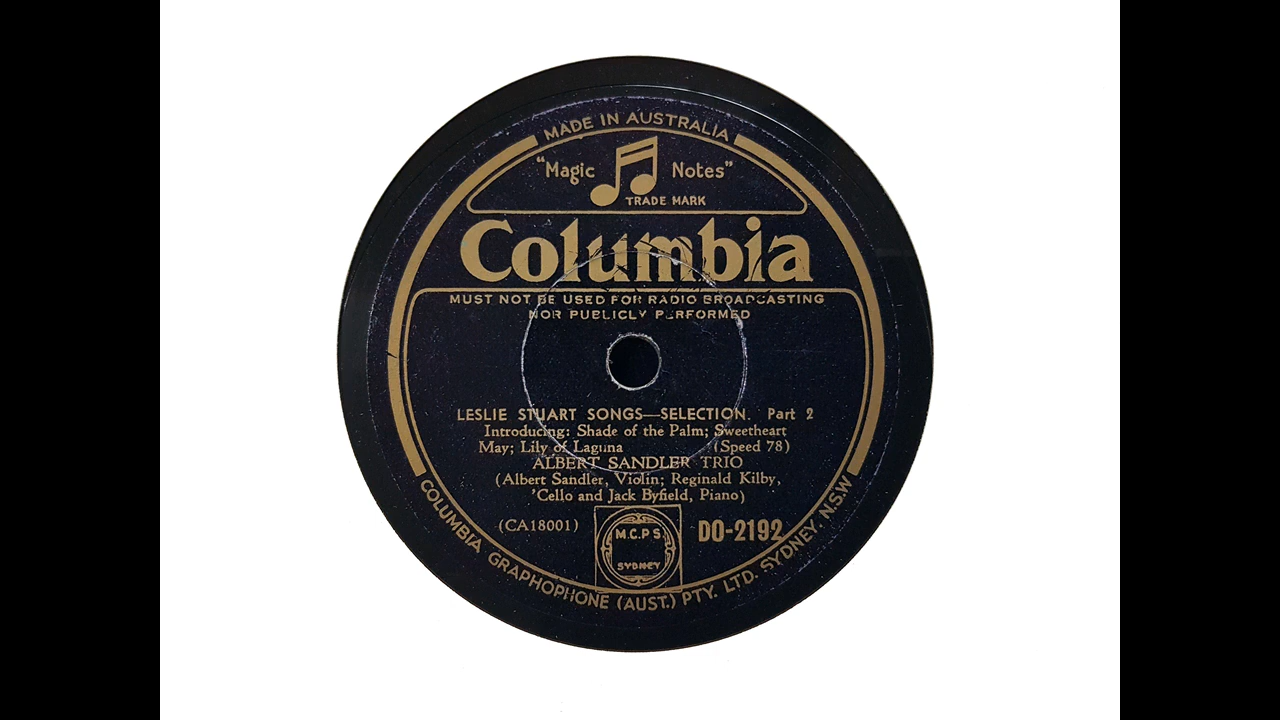 MADE IN AUSTRALIA
"Magic Notes"
TRADE MARK
Columbia
MUST NOT BE USED FOR RADIO BROADCASTING
NOR PUBLICLY PERFORMED
LESLIE STUART SONGS—SELECTION. Part 2
Introducing: Shade of the Palm; Sweetheart
May; Lily of Laguna (Speed 78)
ALBERT SANDLER TRIO
(Albert Sandler, Violin; Reginald Kilby,
'Cello and Jack Byfield, Piano)
(CA18001)
M.C.P.S.
SYDNEY
DO-2192
COLUMBIA GRAPHOPHONE (AUST.) PTY. LTD. SYDNEY. N.S.W